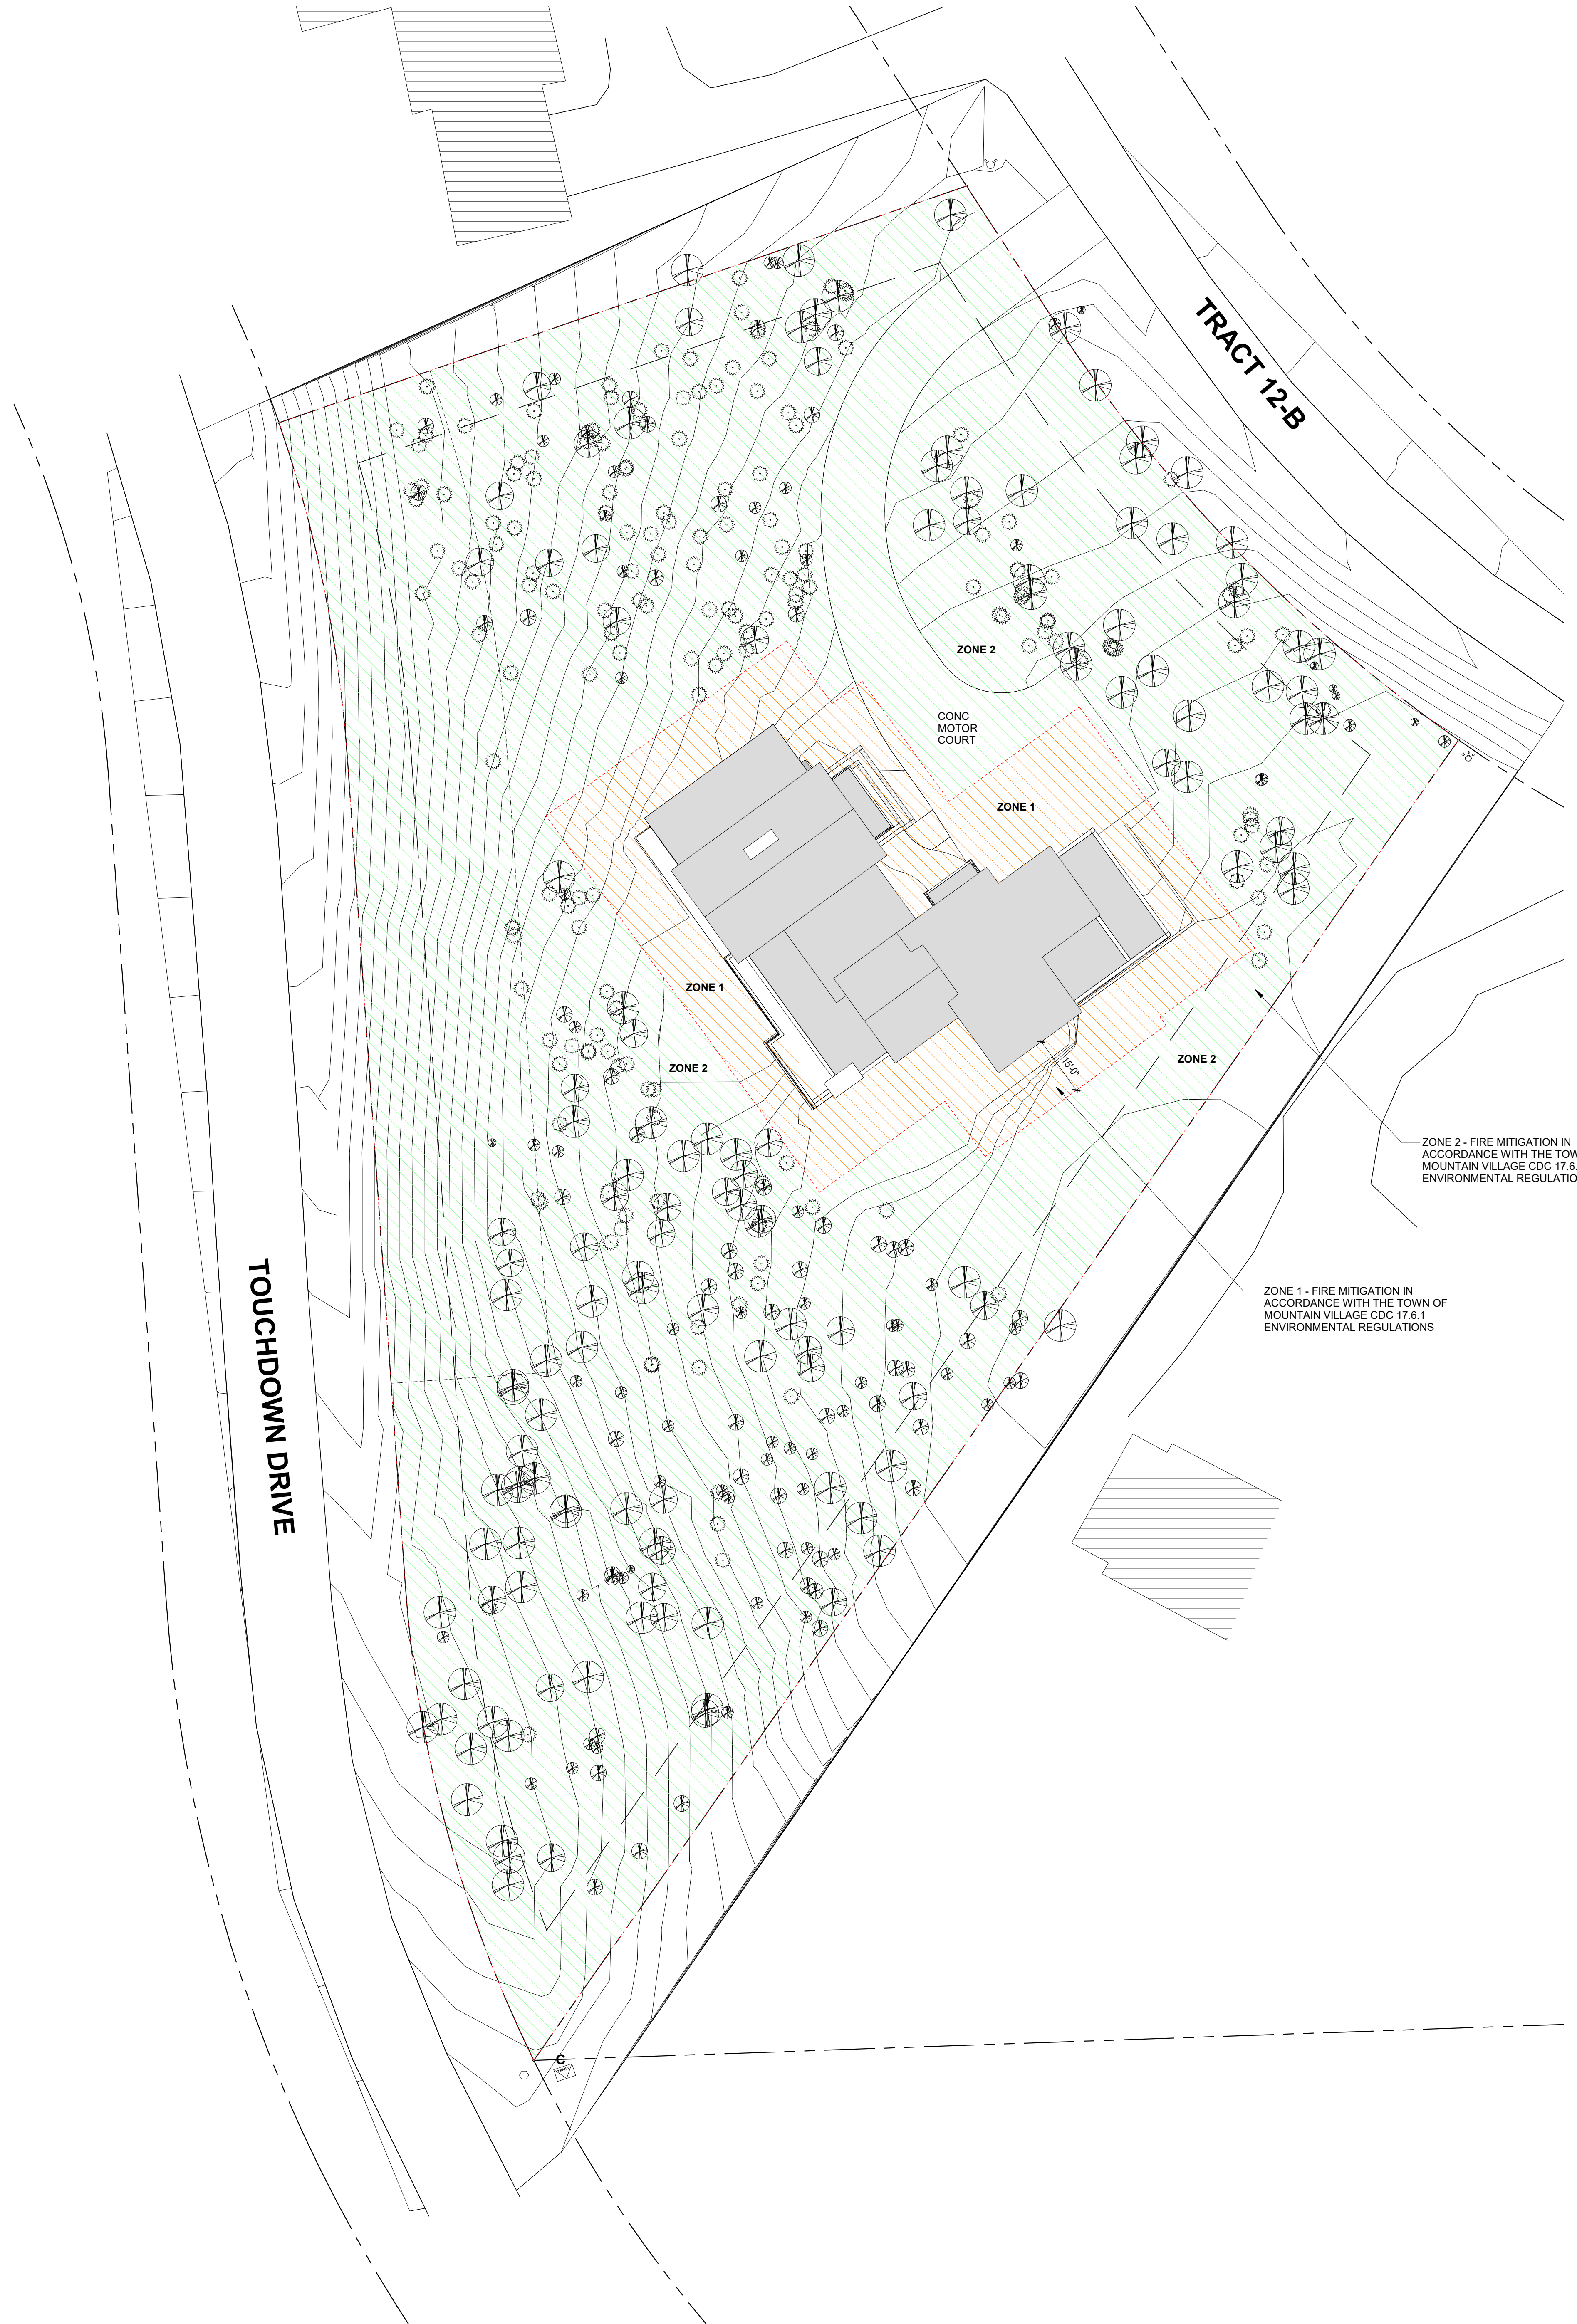 TRACT 12-B
ZONE 2
CONC
MOTOR
COURT
ZONE 1
ZONE 1
ZONE 2
ZONE 2
15'-0"
ZONE 2 - FIRE MITIGATION IN
ACCORDANCE WITH THE TOW
MOUNTAIN VILLAGE CDC 17.6.
ENVIRONMENTAL REGULATIO
ZONE 1 - FIRE MITIGATION IN
ACCORDANCE WITH THE TOWN OF
MOUNTAIN VILLAGE CDC 17.6.1
ENVIRONMENTAL REGULATIONS
TOUCHDOWN DRIVE
C